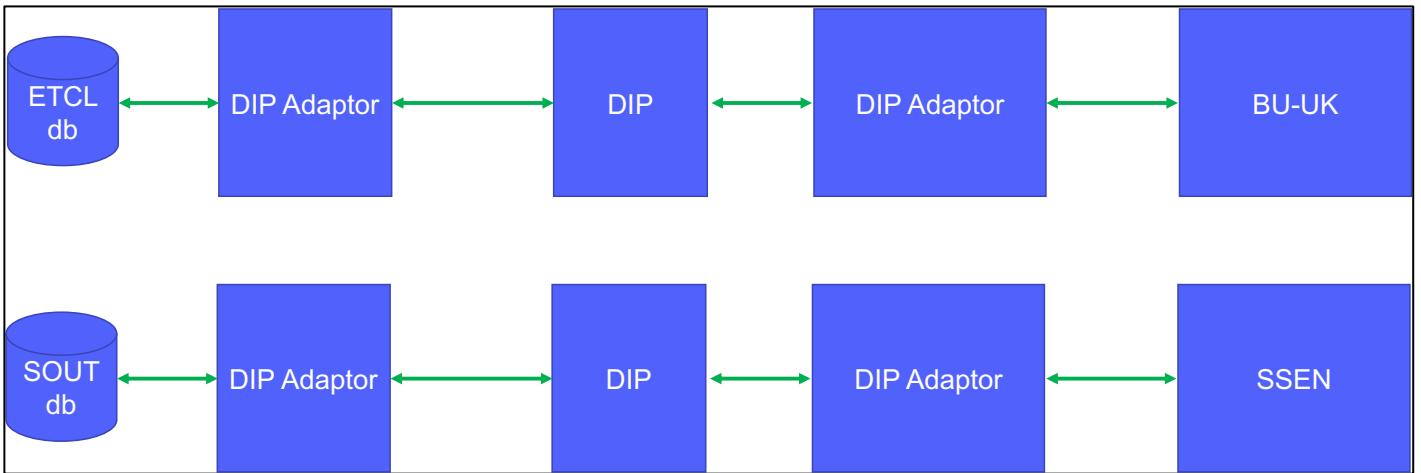 ETCL
db
DIP Adaptor
DIP
DIP Adaptor
BU-UK
SOUT
db
DIP Adaptor
DIP
DIP Adaptor
SSEN